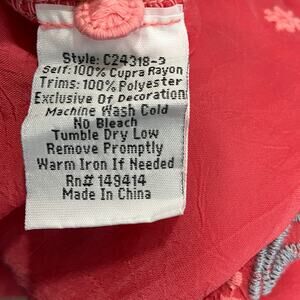 Style: C24318-3
Self: 100% Cupra Rayon
Trims: 100% Polyester
Exclusive Of Decoration
Machine Wash Cold
No Bleach
Tumble Dry Low
Remove Promptly
Warm Iron If Needed
Rn# 149414
Made In China